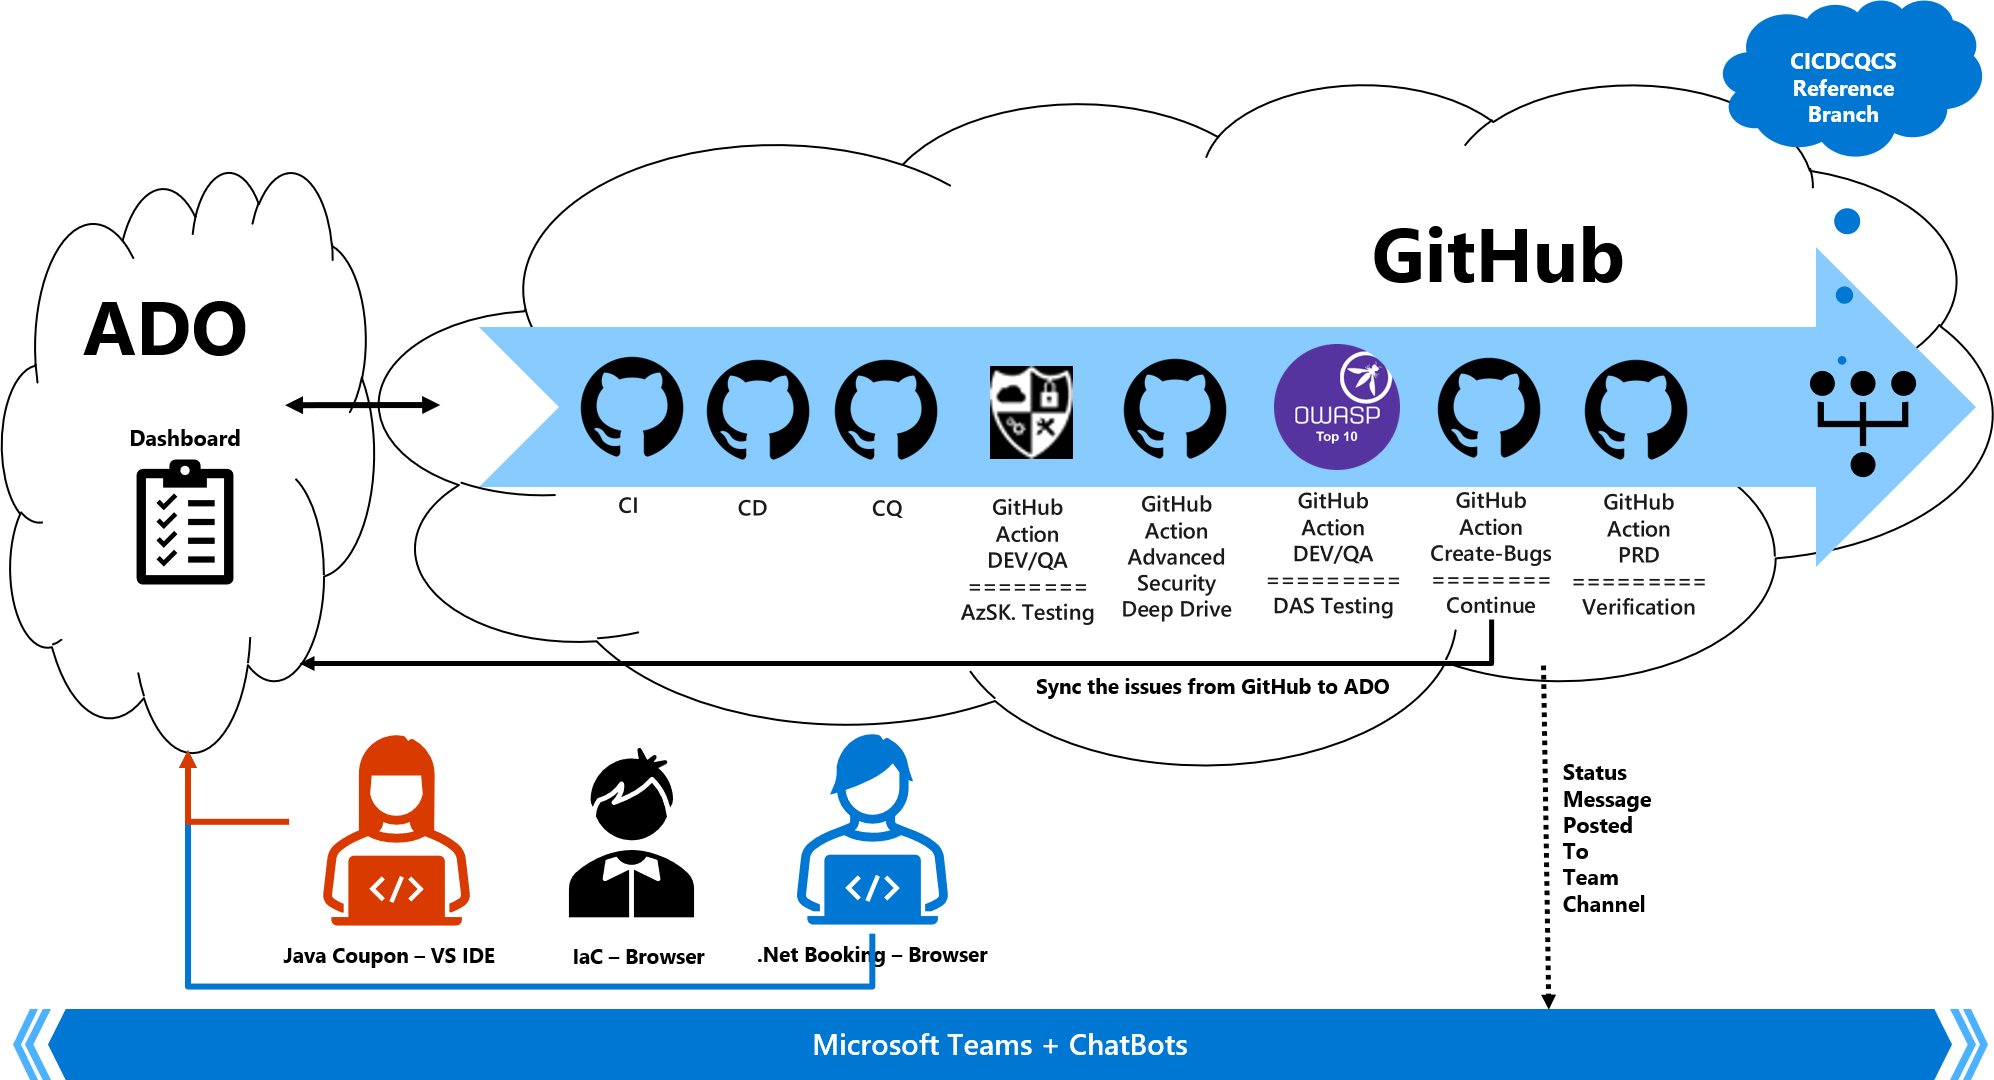 CICDCQCS
Reference
Branch
GitHub
ADO
Dashboard
OWASP
Top 10
CI
CD
CQ
GitHub
Action
DEV/QA
========
AzSK. Testing
GitHub
Action
Advanced
Security
Deep Drive
GitHub
Action
DEV/QA
=========
DAS Testing
GitHub
Action
Create-Bugs
========
Continue
GitHub
Action
PRD
=========
Verification
Sync the issues from GitHub to ADO
Status
Message
Posted
To
Team
Channel
</>
</>
Java Coupon – VS IDE
IaC – Browser
.Net Booking – Browser
Microsoft Teams + ChatBots